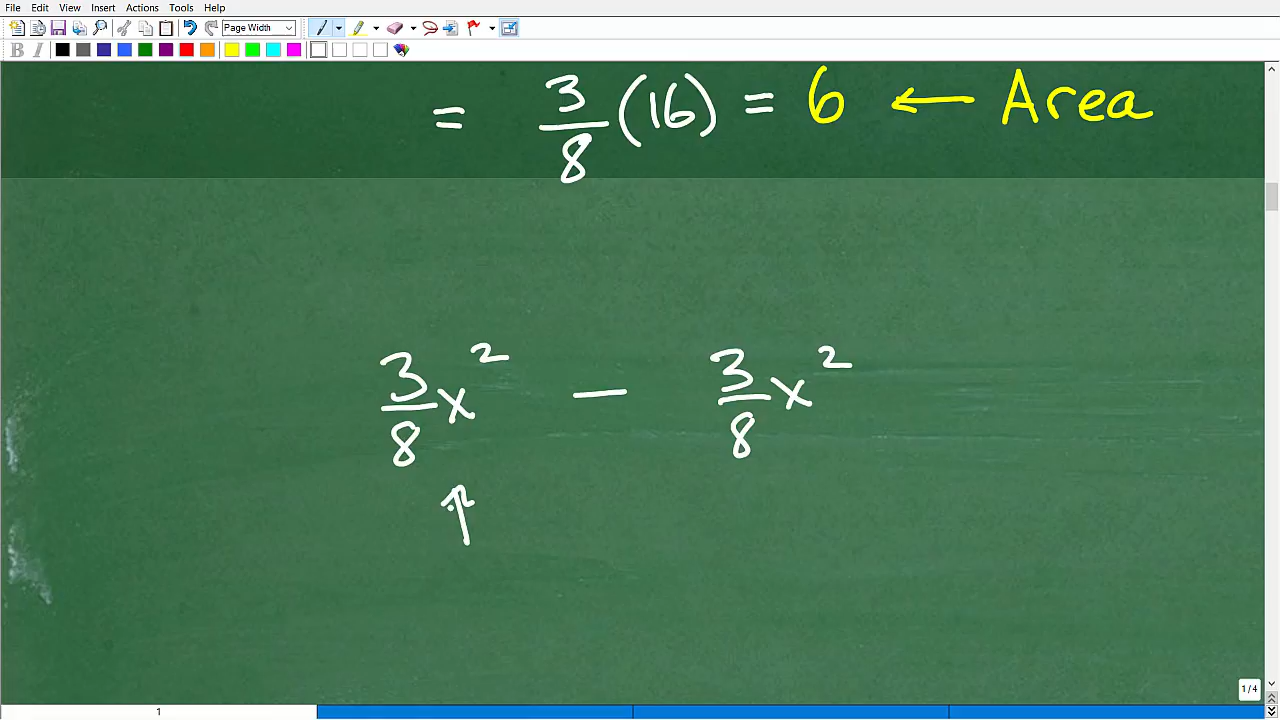 File Edit View Insert Actions Tools Help
Page Width
B I
= 3/8 (16) = 6 ← Area
3/8 x² − 3/8 x²
↑
1/4
1